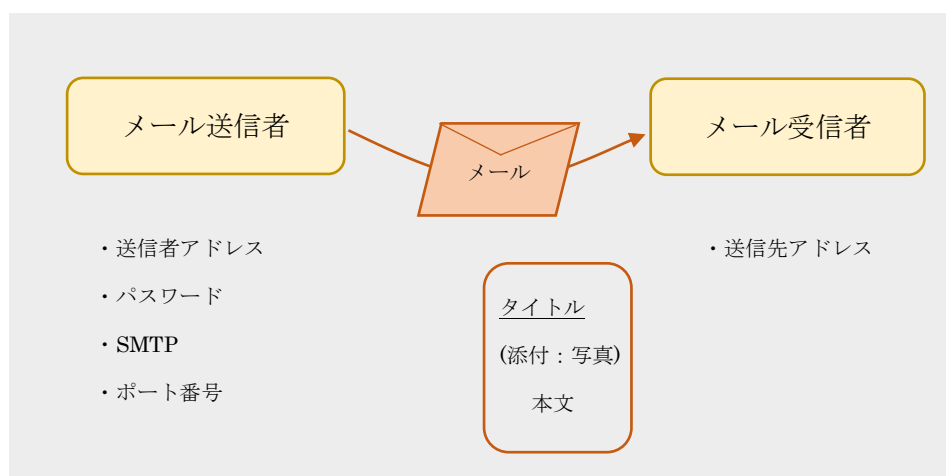 メール送信者
メール
メール受信者
・送信者アドレス
・パスワード
・SMTP
・ポート番号
タイトル
(添付：写真)
本文
・送信先アドレス